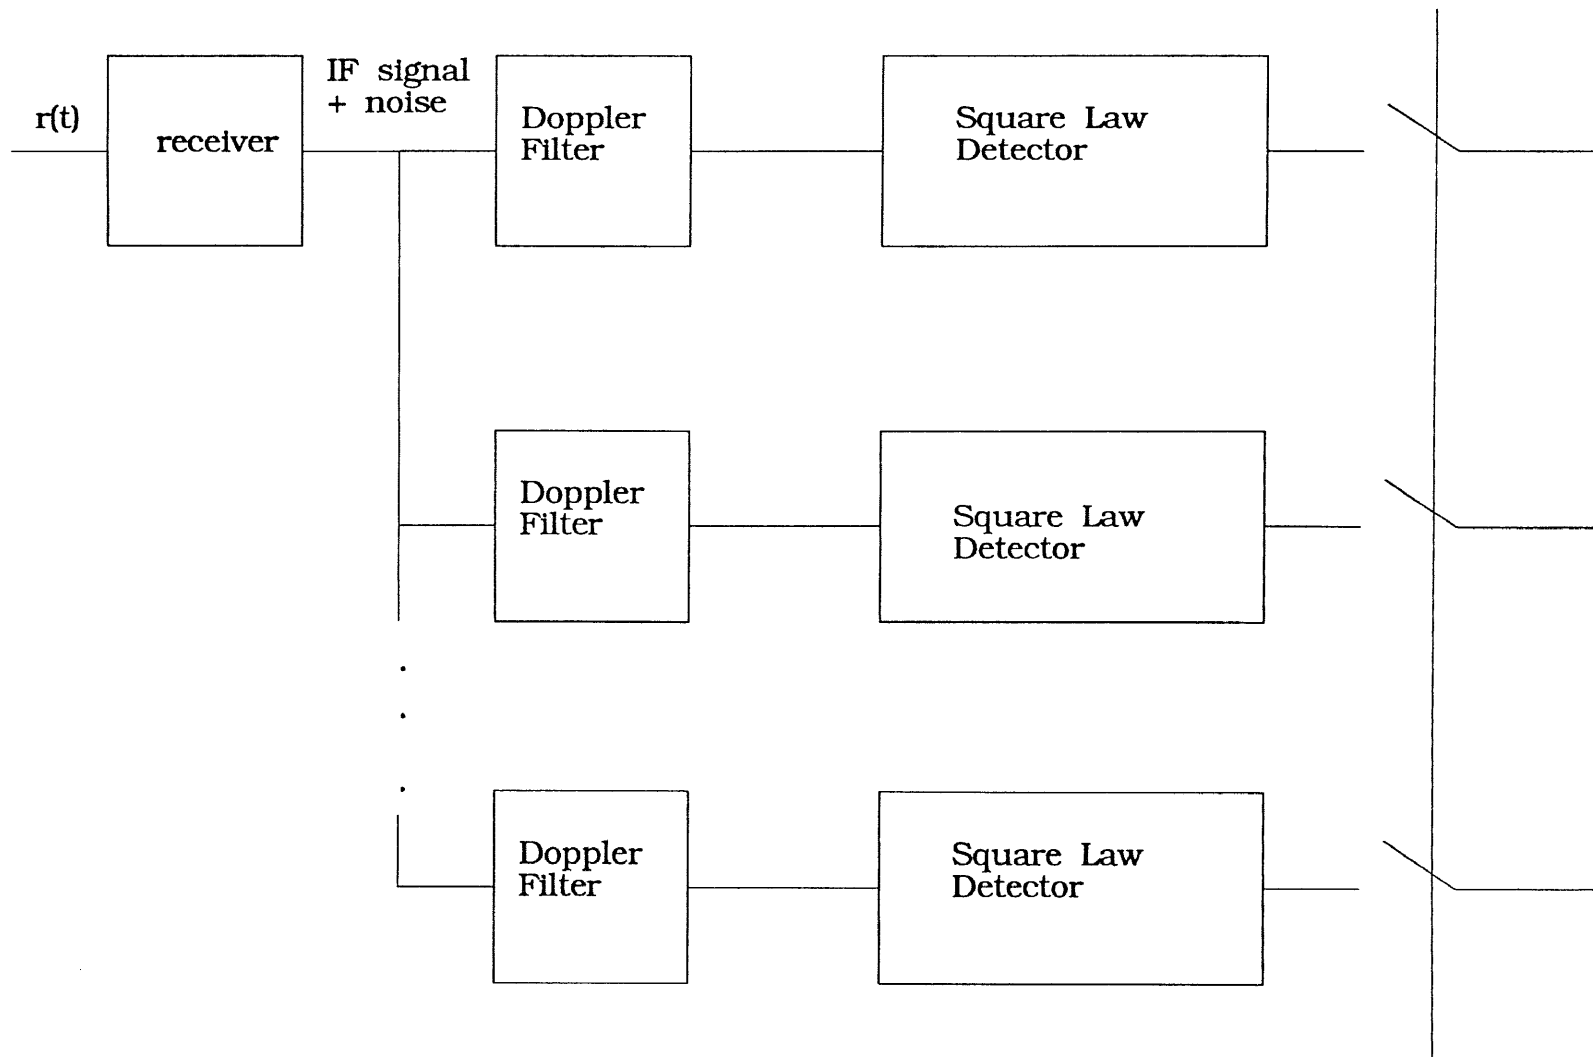 r(t)
receiver
IF signal
+ noise
Doppler
Filter
Square Law
Detector
Doppler
Filter
Square Law
Detector
Doppler
Filter
Square Law
Detector